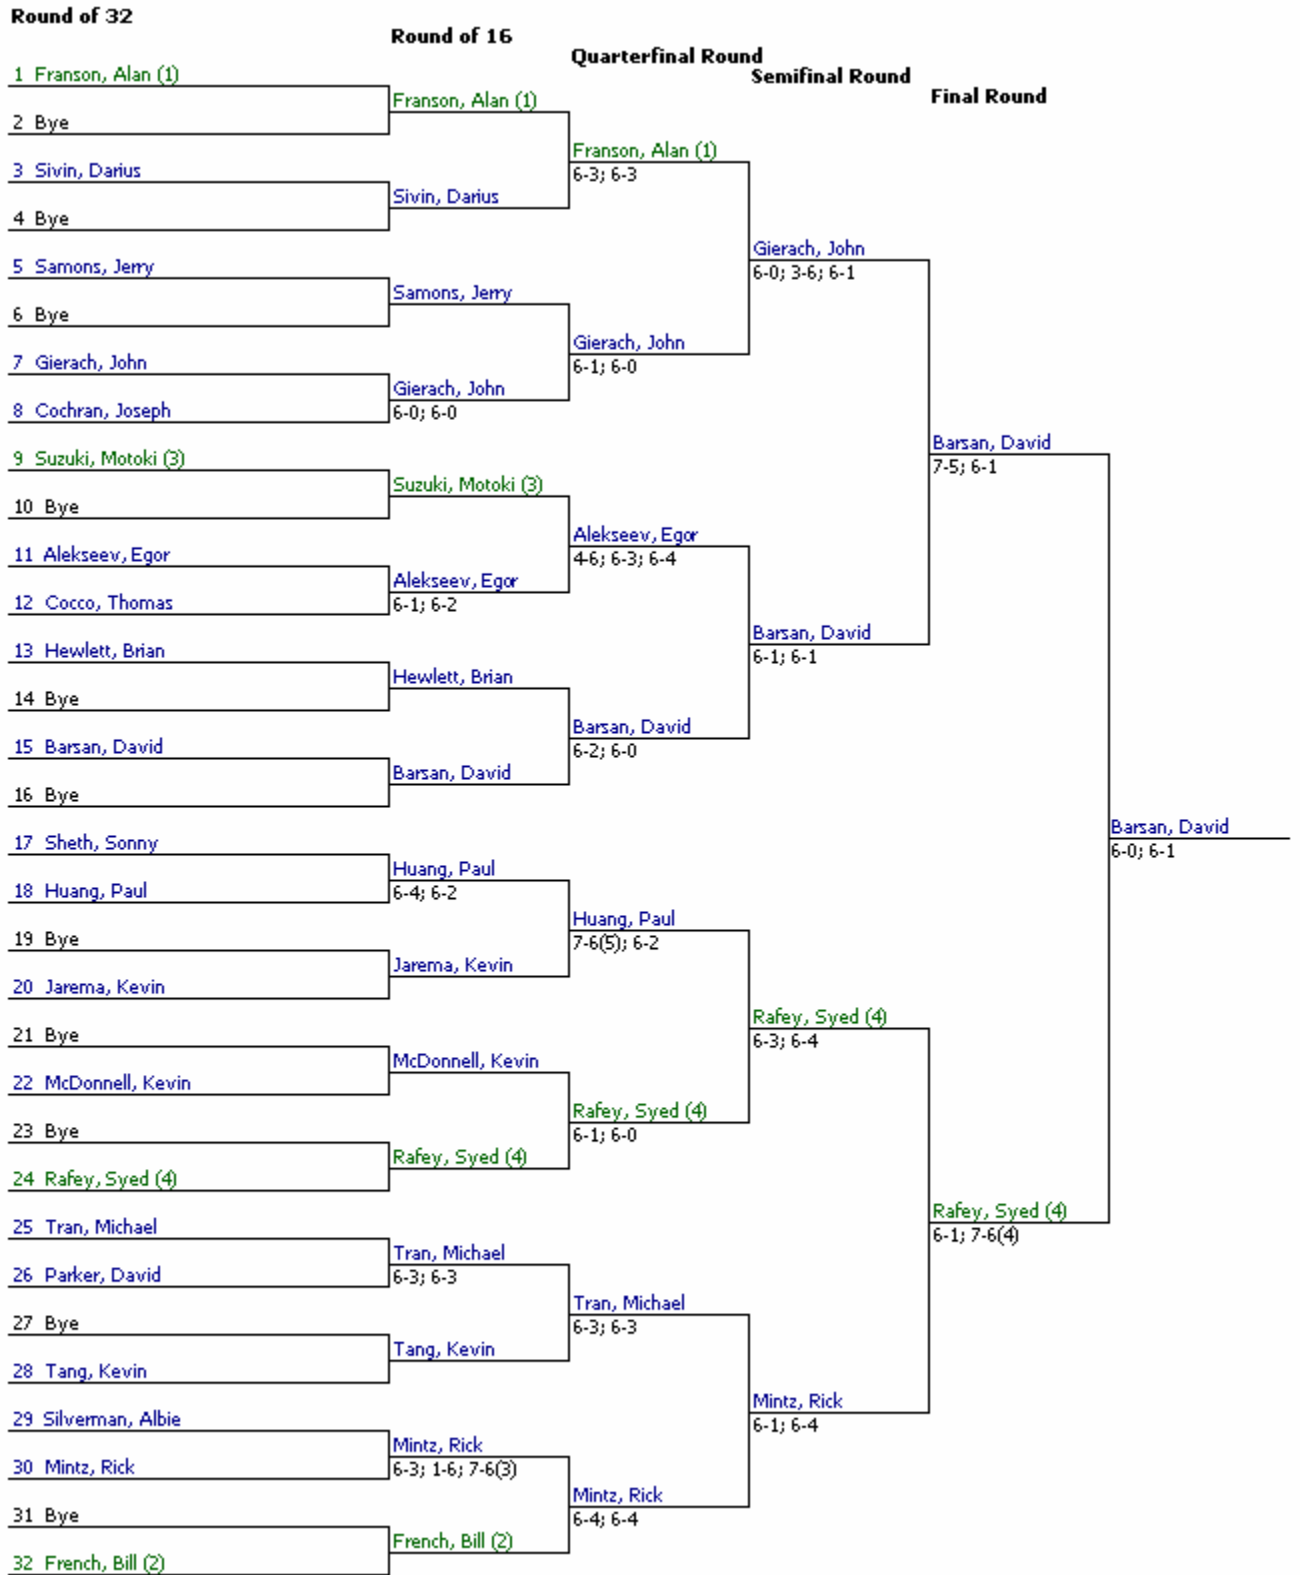 Round of 32
Round of 16
Quarterfinal Round
Semifinal Round
Final Round
1 Franson, Alan (1)
2 Bye
3 Sivin, Darius
4 Bye
5 Samons, Jerry
6 Bye
7 Gierach, John
8 Cochran, Joseph
9 Suzuki, Motoki (3)
10 Bye
11 Alekseev, Egor
12 Cocco, Thomas
13 Hewlett, Brian
14 Bye
15 Barsan, David
16 Bye
17 Sheth, Sonny
18 Huang, Paul
19 Bye
20 Jarema, Kevin
21 Bye
22 McDonnell, Kevin
23 Bye
24 Rafey, Syed (4)
25 Tran, Michael
26 Parker, David
27 Bye
28 Tang, Kevin
29 Silverman, Albie
30 Mintz, Rick
31 Bye
32 French, Bill (2)
Franson, Alan (1)
Sivin, Darius
Samons, Jerry
Gierach, John
6-0; 6-0
Suzuki, Motoki (3)
Alekseev, Egor
6-1; 6-2
Hewlett, Brian
Barsan, David
Huang, Paul
6-4; 6-2
Jarema, Kevin
McDonnell, Kevin
Rafey, Syed (4)
Tran, Michael
6-3; 6-3
Tang, Kevin
Mintz, Rick
6-3; 1-6; 7-6(3)
French, Bill (2)
Franson, Alan (1)
6-3; 6-3
Gierach, John
6-1; 6-0
Alekseev, Egor
4-6; 6-3; 6-4
Barsan, David
6-2; 6-0
Huang, Paul
7-6(5); 6-2
Rafey, Syed (4)
6-1; 6-0
Tran, Michael
6-3; 6-3
Mintz, Rick
6-4; 6-4
Gierach, John
6-0; 3-6; 6-1
Barsan, David
6-1; 6-1
Rafey, Syed (4)
6-3; 6-4
Mintz, Rick
6-1; 6-4
Barsan, David
7-5; 6-1
Rafey, Syed (4)
6-1; 7-6(4)
Barsan, David
6-0; 6-1